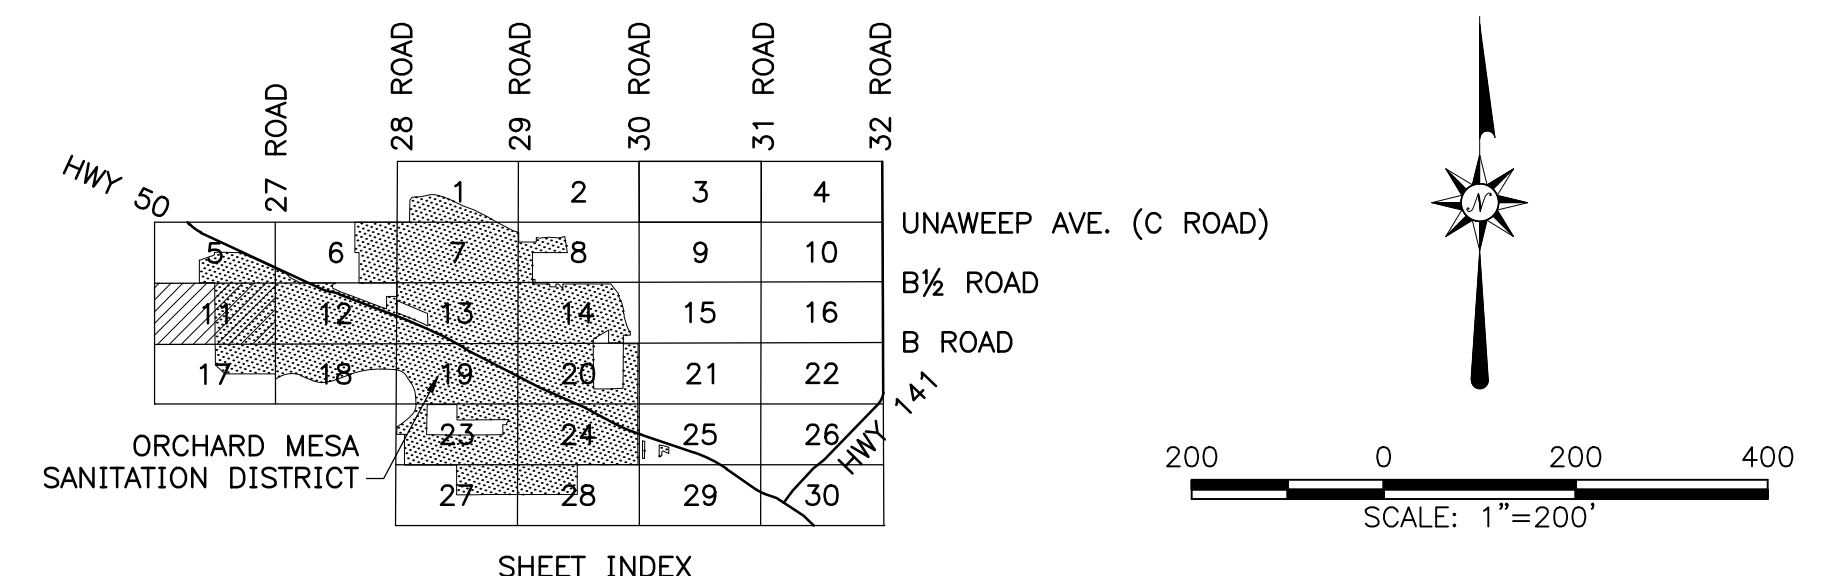 28 ROAD
29 ROAD
30 ROAD
31 ROAD
32 ROAD
27 ROAD
HWY 50
1 2 3 4
UNAWEEP AVE. (C ROAD)
5 6 7 8 9 10
B½ ROAD
11 12 13 14 15 16
B ROAD
17 18 19 20 21 22
HWY 141
23 24 25 26
ORCHARD MESA
SANITATION DISTRICT
27 28 29 30
SHEET INDEX
N
200 0 200 400
SCALE: 1"=200'